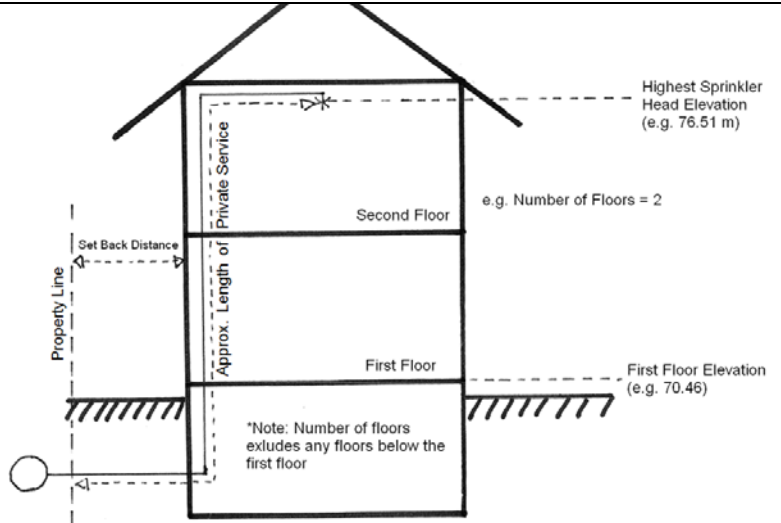 Highest Sprinkler
Head Elevation
(e.g. 76.51 m)
e.g. Number of Floors = 2
Second Floor
Set Back Distance
Property Line
Approx. Length of Private Service
First Floor
First Floor Elevation
(e.g. 70.46)
*Note: Number of floors
exludes any floors below the
first floor